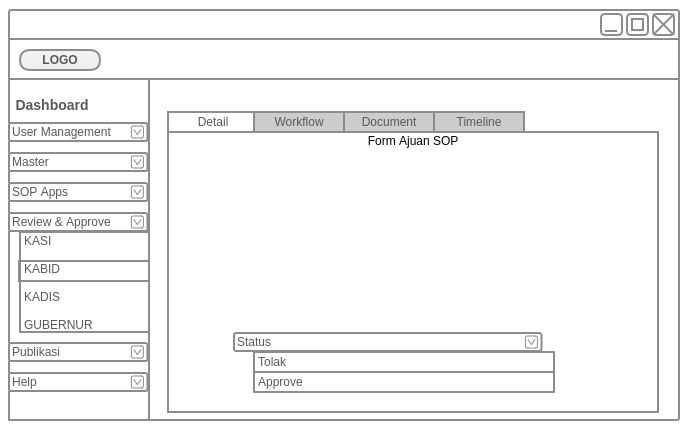 LOGO
Dashboard
User Management
Master
SOP Apps
Review & Approve
KASI
KABID
KADIS
GUBERNUR
Publikasi
Help
Detail
Workflow
Document
Timeline
Form Ajuan SOP
Status
Tolak
Approve